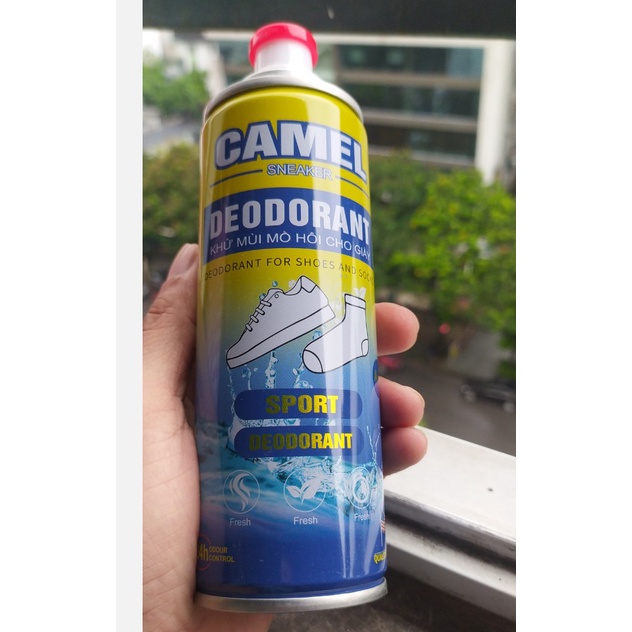 CAMEL
SNEAKER
DEODORANT
KHỬ MÙI MỒ HÔI CHO GIÀY
DEODORANT FOR SHOES AND
SPORT
DEODORANT
Fresh Fresh Fresh
ODOUR
CONTROL